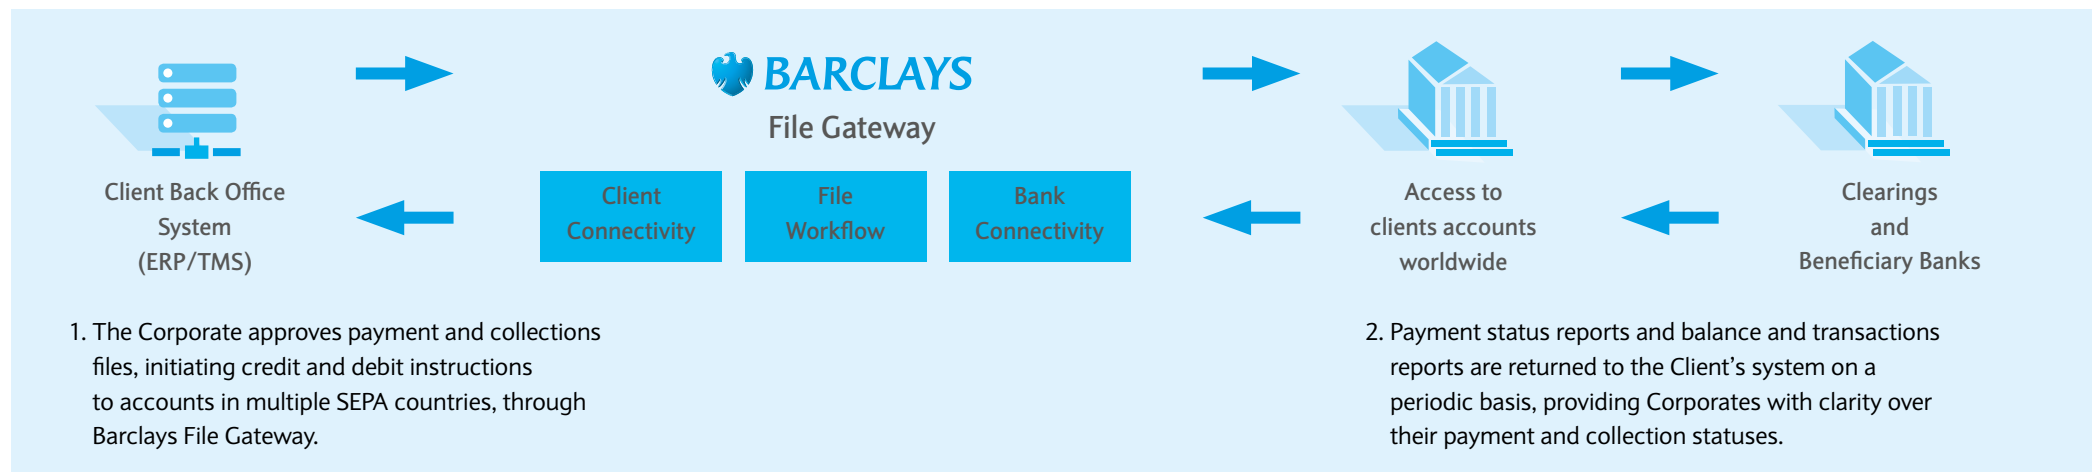 BARCLAYS
File Gateway
Client Back Office
System
(ERP/TMS)
Client
Connectivity
File
Workflow
Bank
Connectivity
Access to
clients accounts
worldwide
Clearings
and
Beneficiary Banks
1. The Corporate approves payment and collections
files, initiating credit and debit instructions
to accounts in multiple SEPA countries, through
Barclays File Gateway.
2. Payment status reports and balance and transactions
reports are returned to the Client’s system on a
periodic basis, providing Corporates with clarity over
their payment and collection statuses.